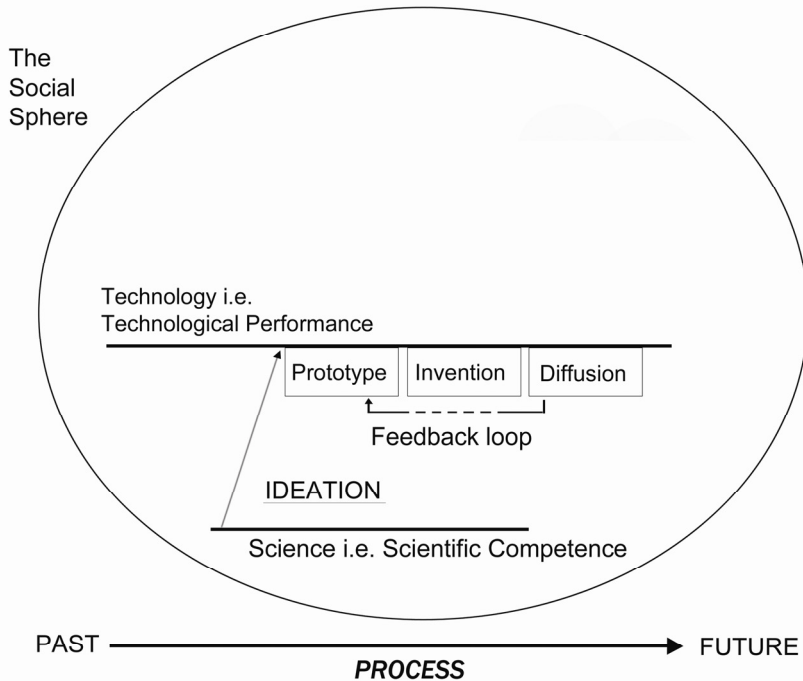 The
Social
Sphere
Technology i.e.
Technological Performance
Prototype
Invention
Diffusion
Feedback loop
IDEATION
Science i.e. Scientific Competence
PAST
FUTURE
PROCESS